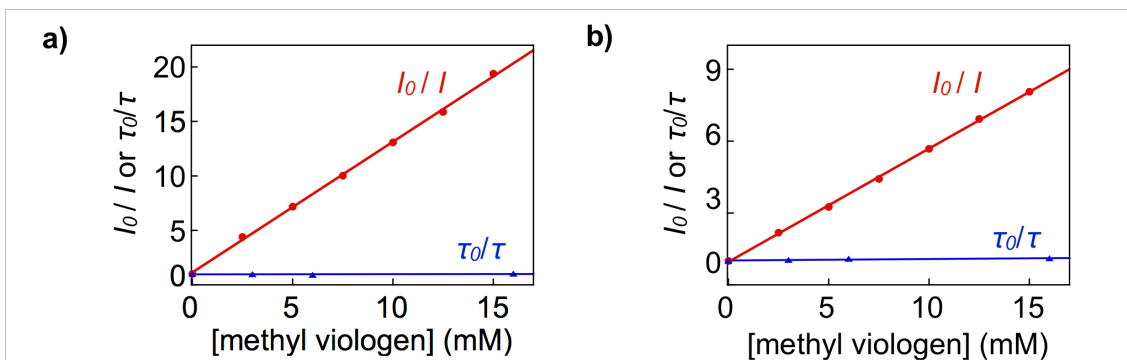 a)
I0 / I or τ0/τ
20
15
10
5
1
0
I0 / I
τ0/τ
0
5
10
15
[methyl viologen] (mM)
b)
I0 / I or τ0/τ
9
6
3
0
I0 / I
τ0/τ
0
5
10
15
[methyl viologen] (mM)